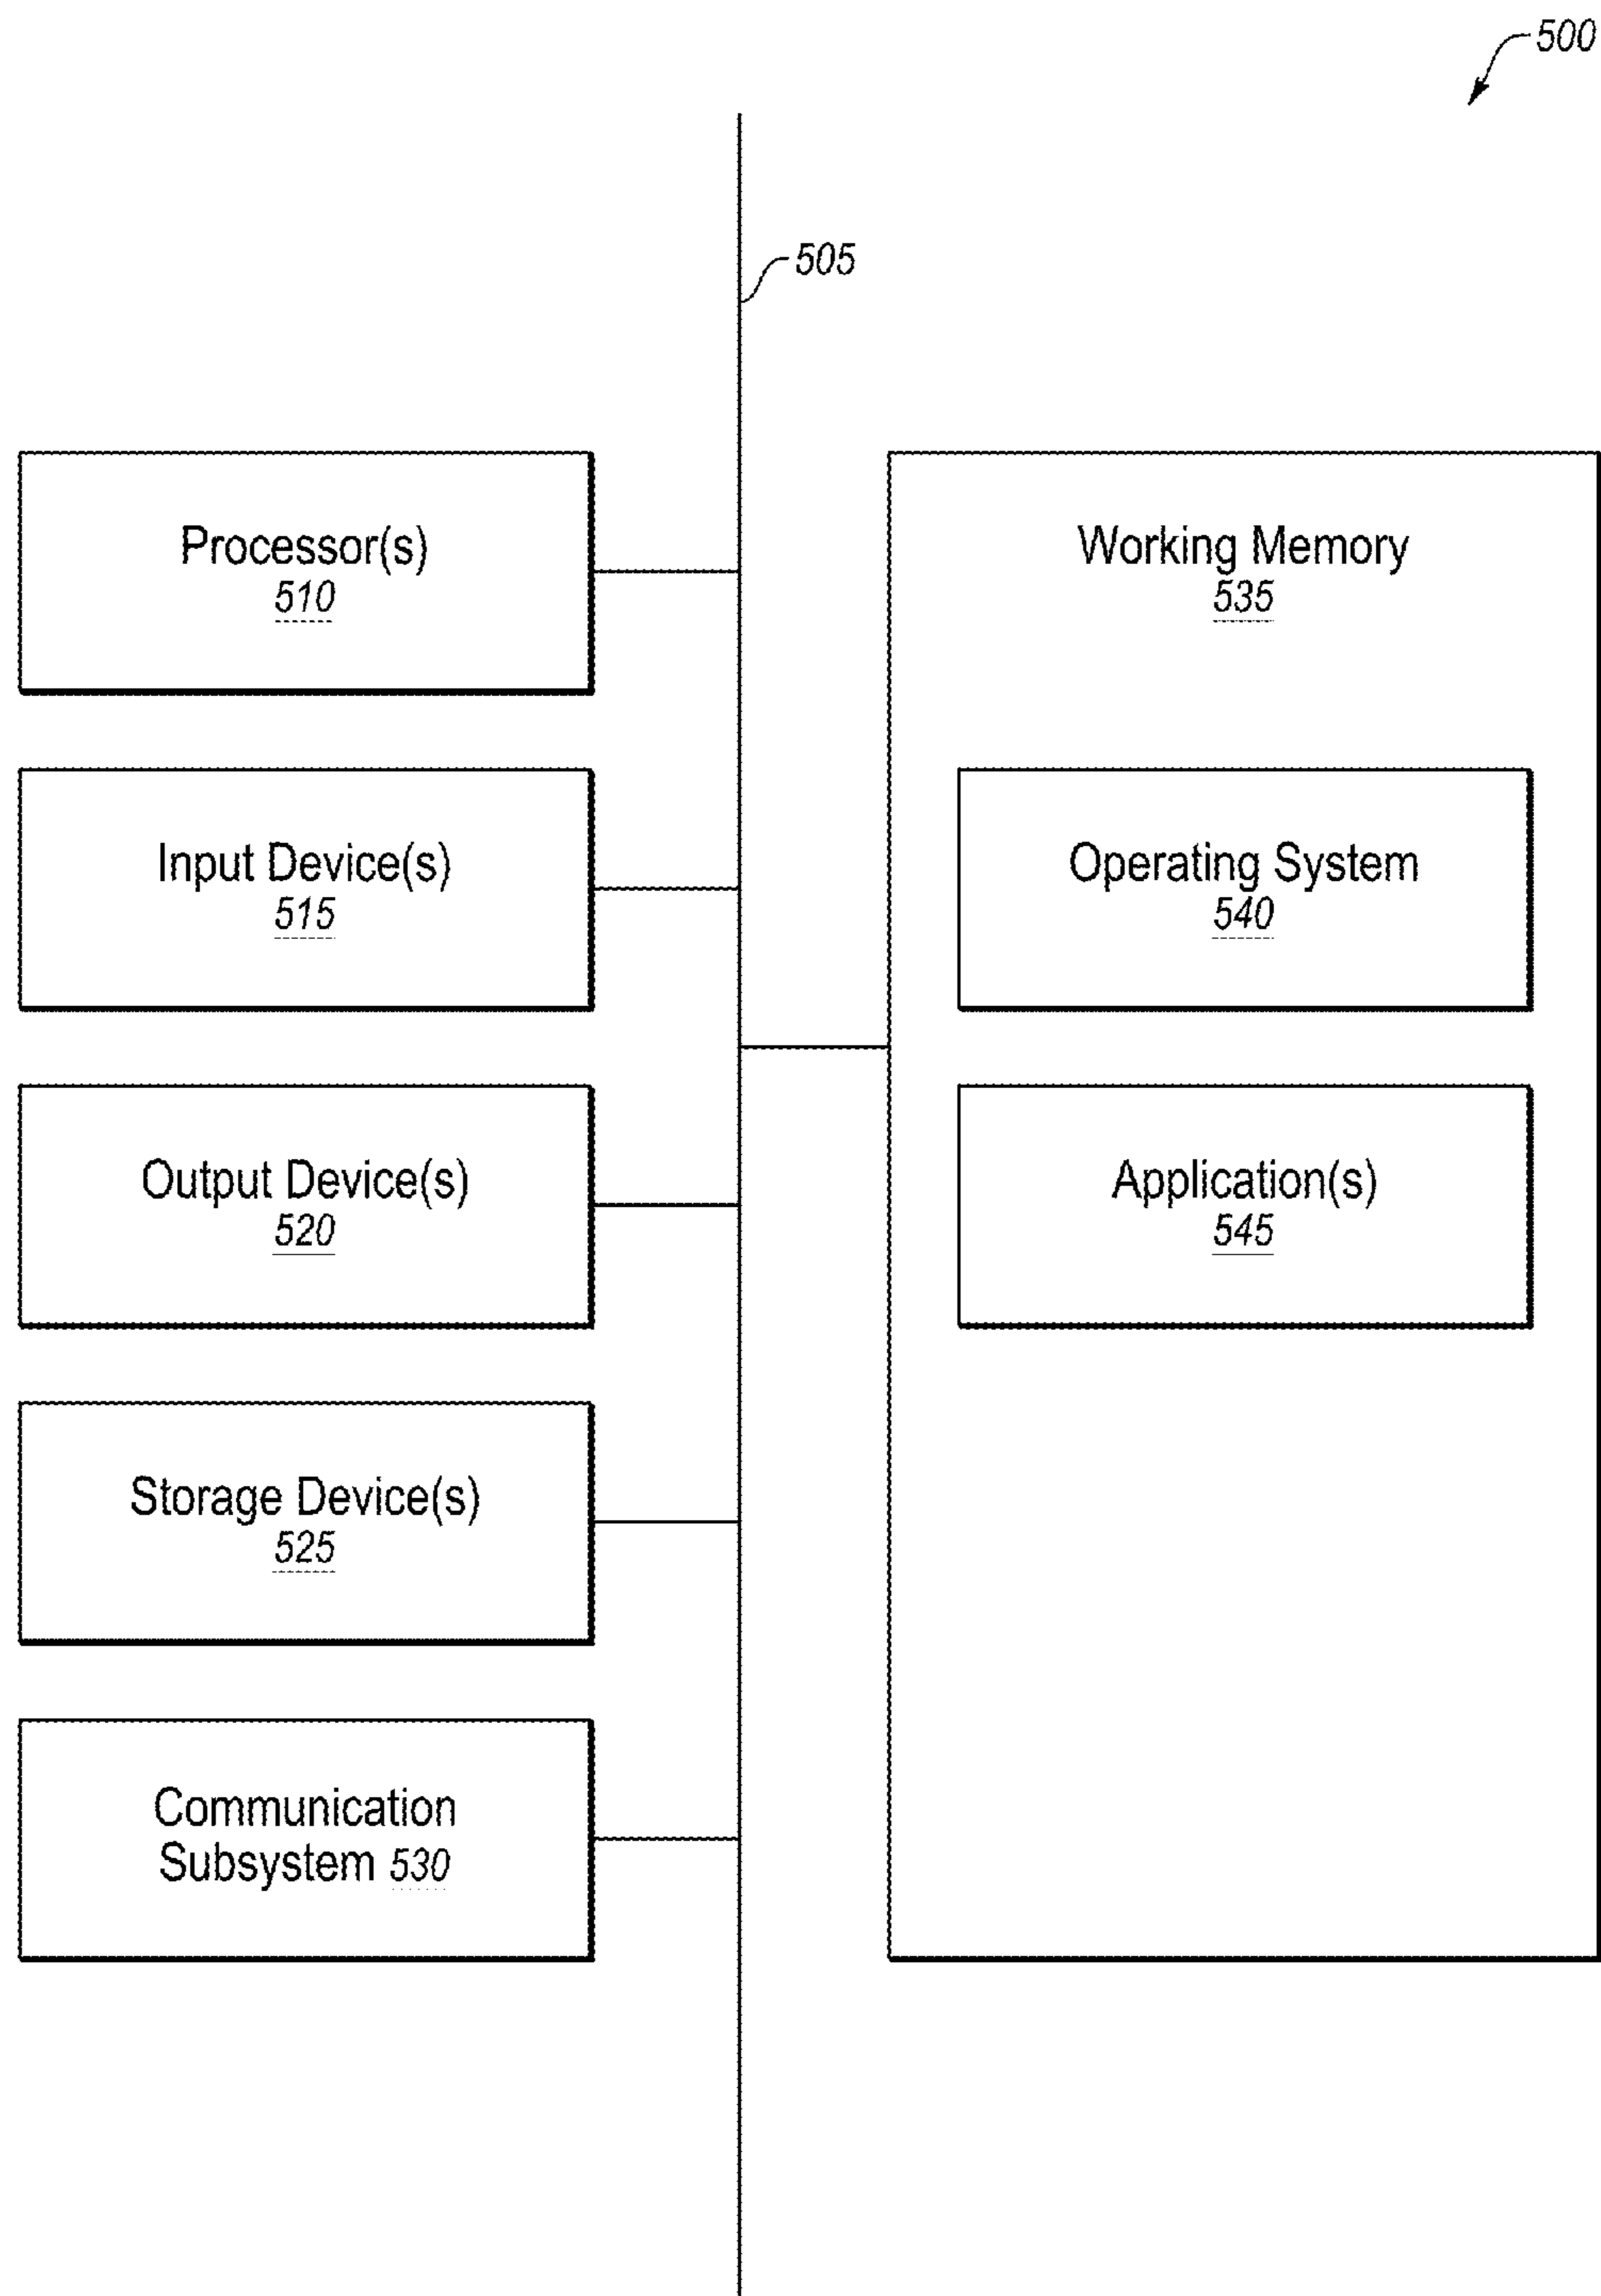 500
505
Processor(s)
510
Input Device(s)
515
Output Device(s)
520
Storage Device(s)
525
Communication
Subsystem 530
Working Memory
535
Operating System
540
Application(s)
545